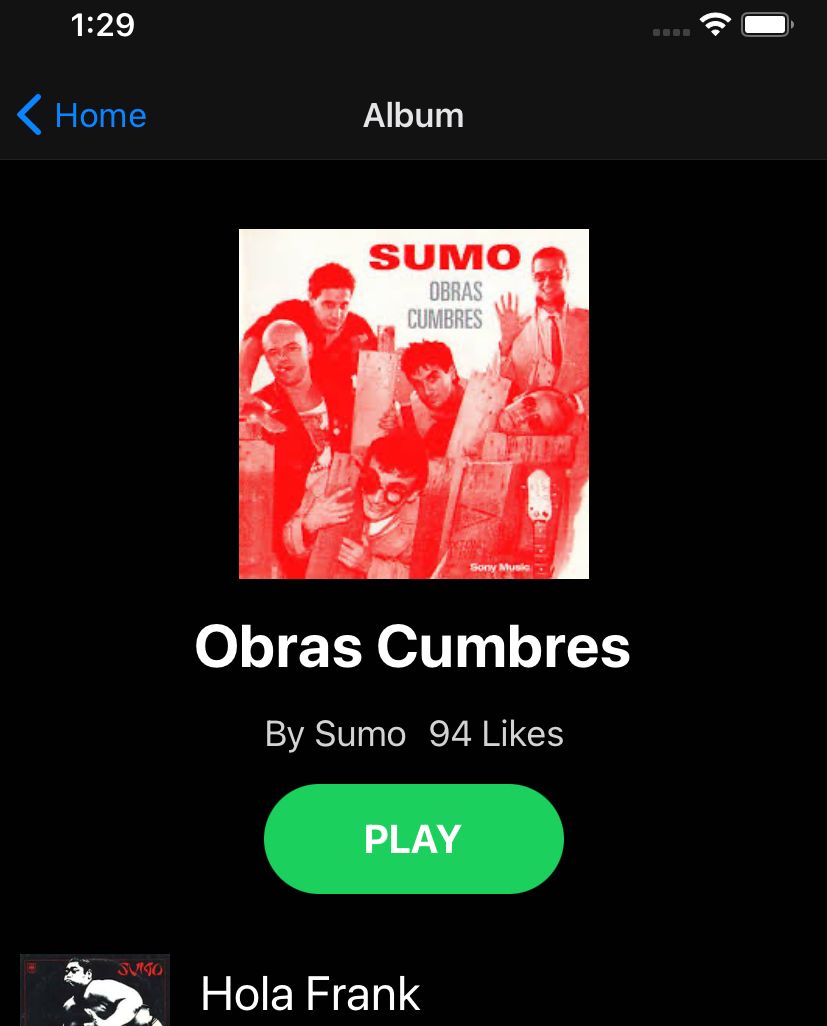 1:29
Home
Album
SUMO
OBRAS
CUMBRES
Sony Music
Obras Cumbres
By Sumo 94 Likes
PLAY
SUMO
Hola Frank